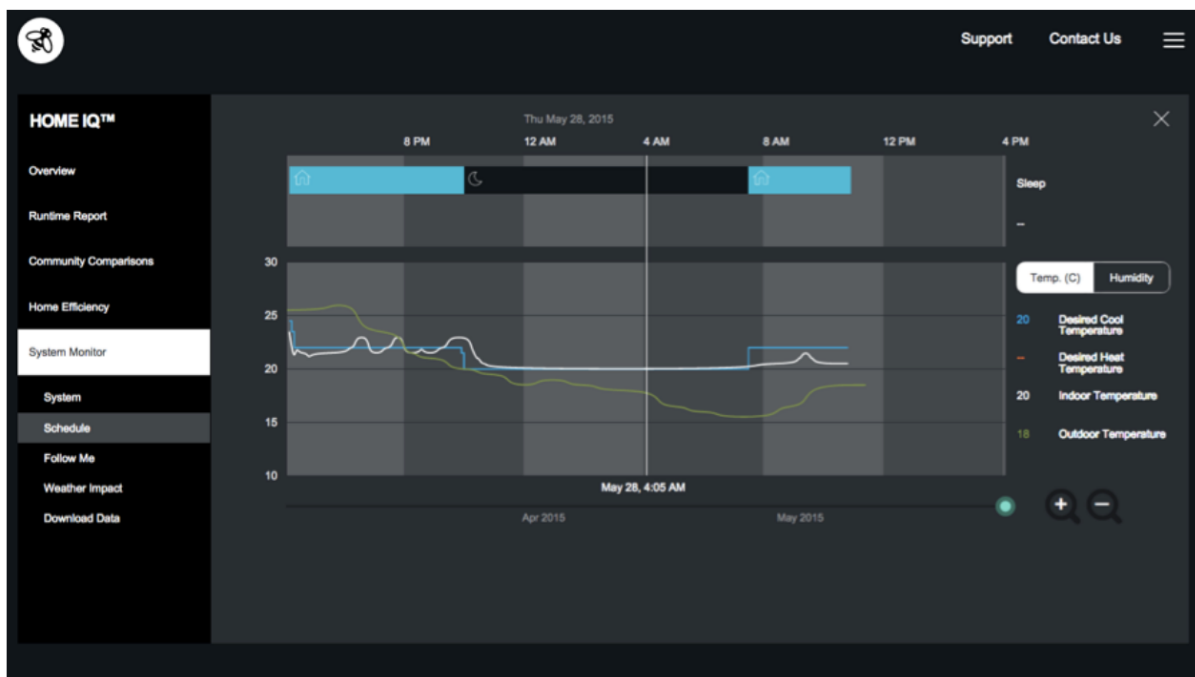 Support Contact Us
HOME IQ™
Overview
Runtime Report
Community Comparisons
Home Efficiency
System Monitor
System
Schedule
Follow Me
Weather Impact
Download Data
Thu May 28, 2015
8 PM 12 AM 4 AM 8 AM 12 PM 4 PM
Sleep
--
30
25
20
15
10
Temp. (C) Humidity
20 Desired Cool
Temperature
-- Desired Heat
Temperature
20 Indoor Temperature
18 Outdoor Temperature
May 28, 4:05 AM
Apr 2015 May 2015